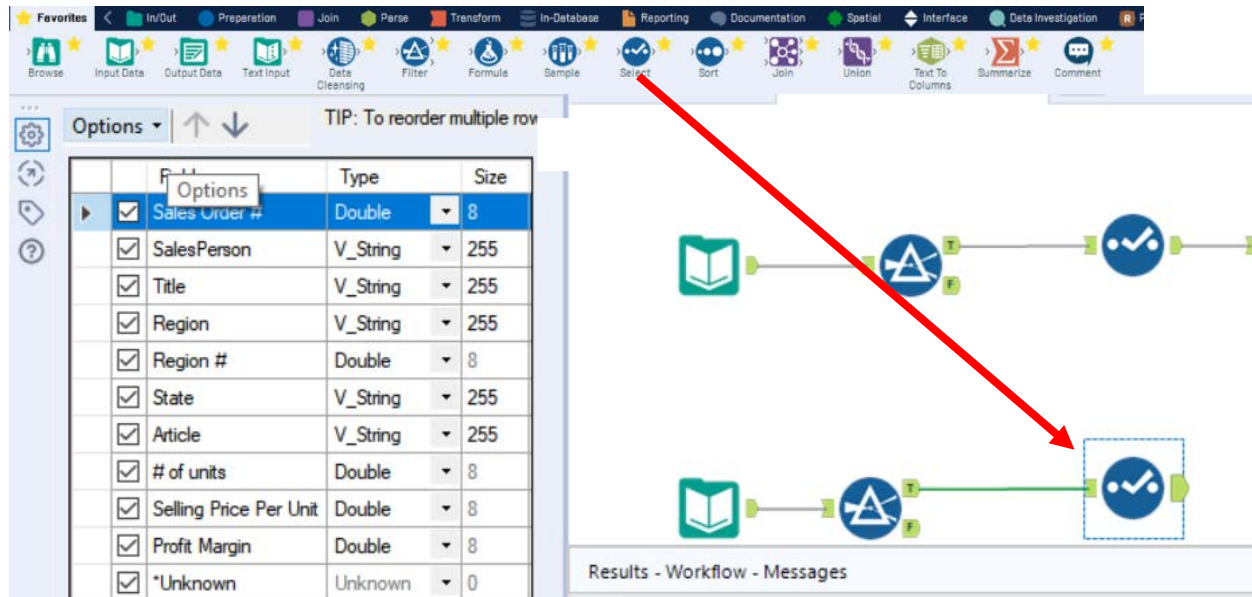 Favorites In/Out Preparation Join Parse Transform In-Database Reporting Documentation Spatial Interface Data Investigation R
Browse Input Data Output Data Text Input Data Cleansing Filter Formula Sample Select Sort Join Union Text To Columns Summarize Comment
Options TIP: To reorder multiple row
Type Size
Options
Sales Order # Double 8
SalesPerson V_String 255
Title V_String 255
Region V_String 255
Region # Double 8
State V_String 255
Article V_String 255
# of units Double 8
Selling Price Per Unit Double 8
Profit Margin Double 8
*Unknown Unknown 0
T
F
T
F
Results - Workflow - Messages